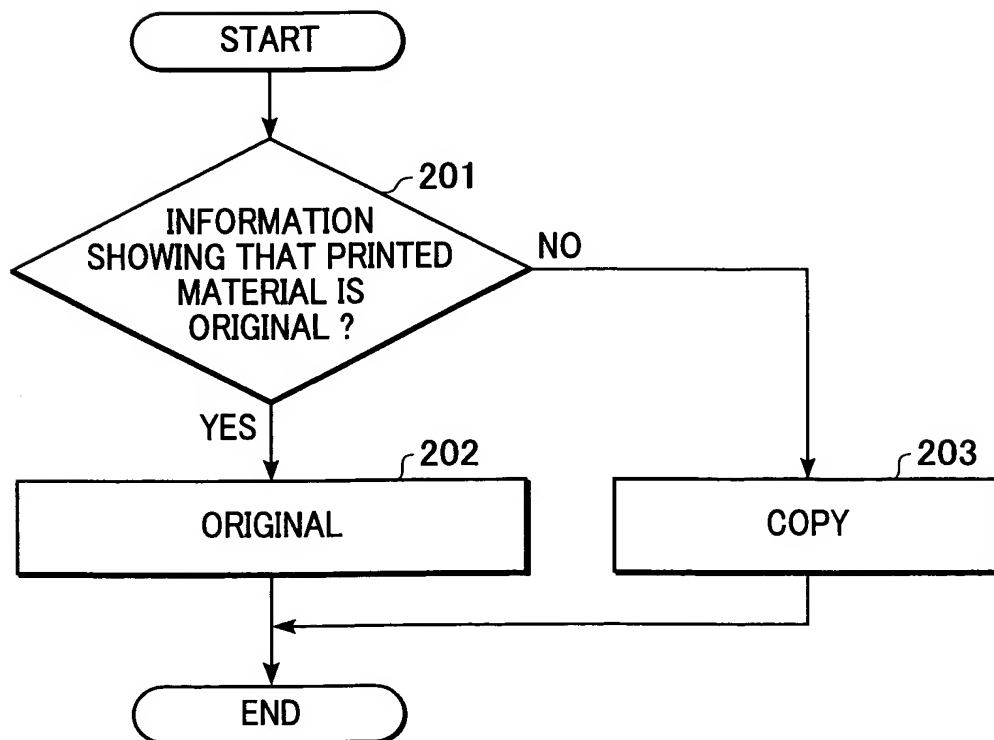 START
201
INFORMATION
SHOWING THAT PRINTED
MATERIAL IS
ORIGINAL ?
NO
YES
202
ORIGINAL
203
COPY
END